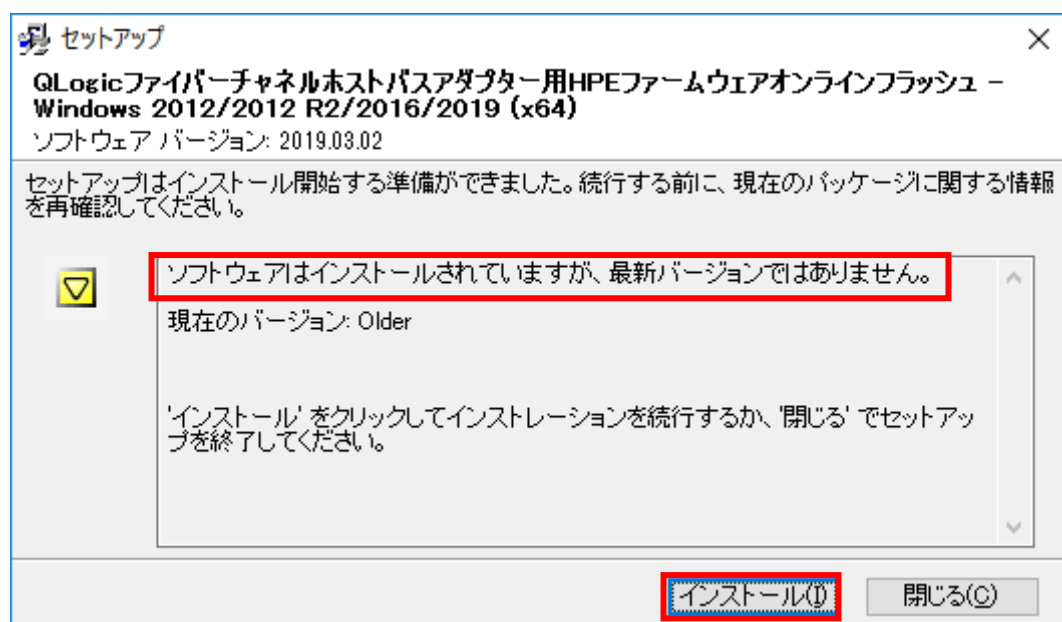 セットアップ
QLogicファイバーチャネルホストバスアダプター用HPEファームウェアオンラインフラッシュ –
Windows 2012/2012 R2/2016/2019 (x64)
ソフトウェア バージョン: 2019.03.02
セットアップはインストール開始する準備ができました。続行する前に、現在のパッケージに関する情報
を再確認してください。
ソフトウェアはインストールされていますが、最新バージョンではありません。
現在のバージョン: Older
'インストール' をクリックしてインストレーションを続行するか、'閉じる' でセットアッ
プを終了してください。
インストール(I)
閉じる(C)